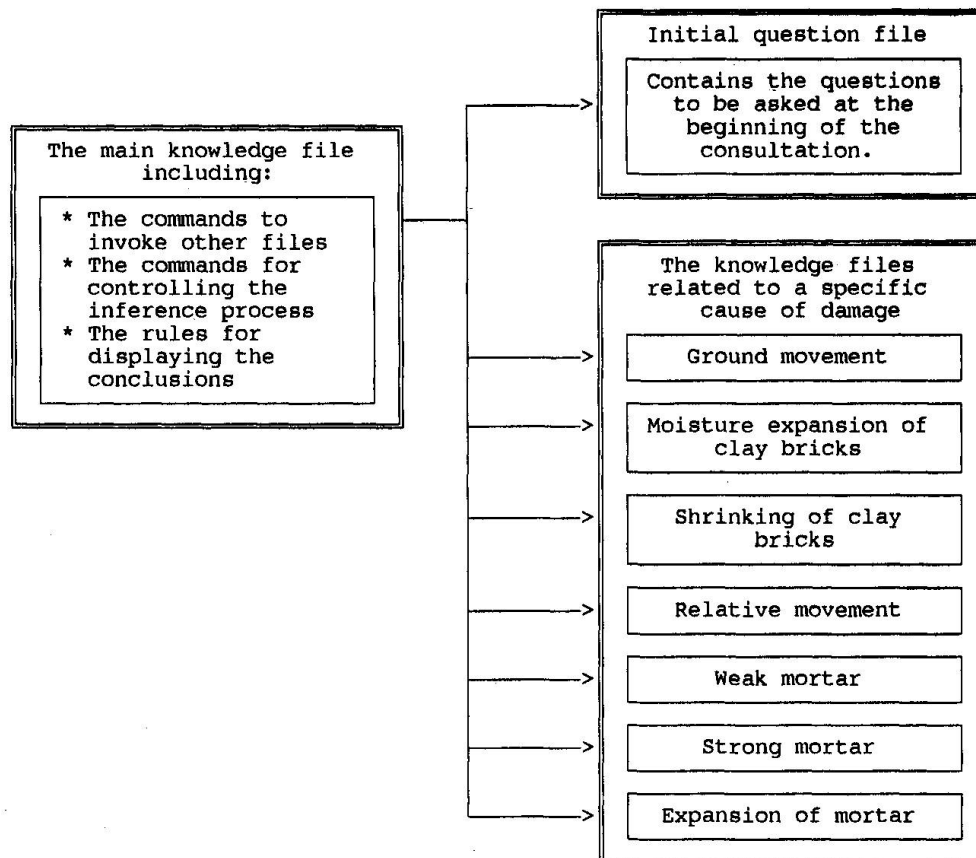 The main knowledge file
including:
* The commands to
invoke other files
* The commands for
controlling the
inference process
* The rules for
displaying the
conclusions
Initial question file
Contains the questions
to be asked at the
beginning of the
consultation.
The knowledge files
related to a specific
cause of damage
Ground movement
Moisture expansion of
clay bricks
Shrinking of clay
bricks
Relative movement
Weak mortar
Strong mortar
Expansion of mortar